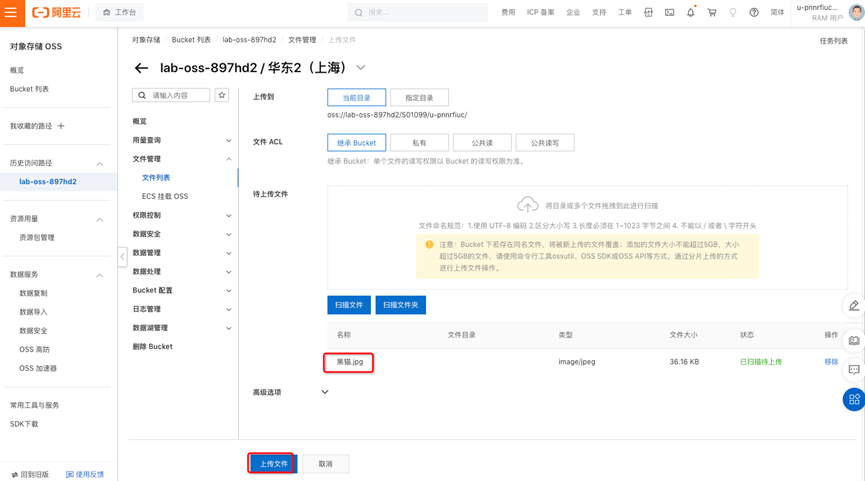 阿里云
工作台
搜索...
费用 ICP 备案 企业 支持 工单
简体
u-pnnrfiuc...
RAM 用户
对象存储 OSS
概览
Bucket 列表
我收藏的路径
历史访问路径
lab-oss-897hd2
资源用量
资源包管理
数据服务
数据复制
数据导入
数据安全
OSS 高防
OSS 加速器
常用工具与服务
SDK下载
回到旧版 使用反馈
对象存储 / Bucket 列表 / lab-oss-897hd2 / 文件管理 / 上传文件
任务列表
lab-oss-897hd2 / 华东2（上海）
请输入内容
概览
用量查询
文件管理
文件列表
ECS 挂载 OSS
权限控制
数据安全
数据管理
数据处理
Bucket 配置
日志管理
数据湖管理
删除 Bucket
上传到
当前目录 指定目录
oss://lab-oss-897hd2/S01099/u-pnnrfiuc/
文件 ACL
继承 Bucket 私有 公共读 公共读写
继承 Bucket：单个文件的读写权限以 Bucket 的读写权限为准。
待上传文件
将目录或多个文件拖拽到此进行扫描
文件命名规范：1.使用 UTF-8 编码 2.区分大小写 3.长度必须在 1~1023 字节之间 4. 不能以 / 或者 \ 字符开头
注意：Bucket 下若存在同名文件，将被新上传的文件覆盖；添加的文件大小不能超过5GB，大小
超过5GB的文件，请使用命令行工具ossutil、OSS SDK或OSS API等方式，通过分片上传的方式
进行上传文件操作。
扫描文件 扫描文件夹
名称 文件目录 类型 文件大小 状态 操作
黑猫.jpg image/jpeg 36.16 KB 已扫描待上传 移除
高级选项
上传文件 取消